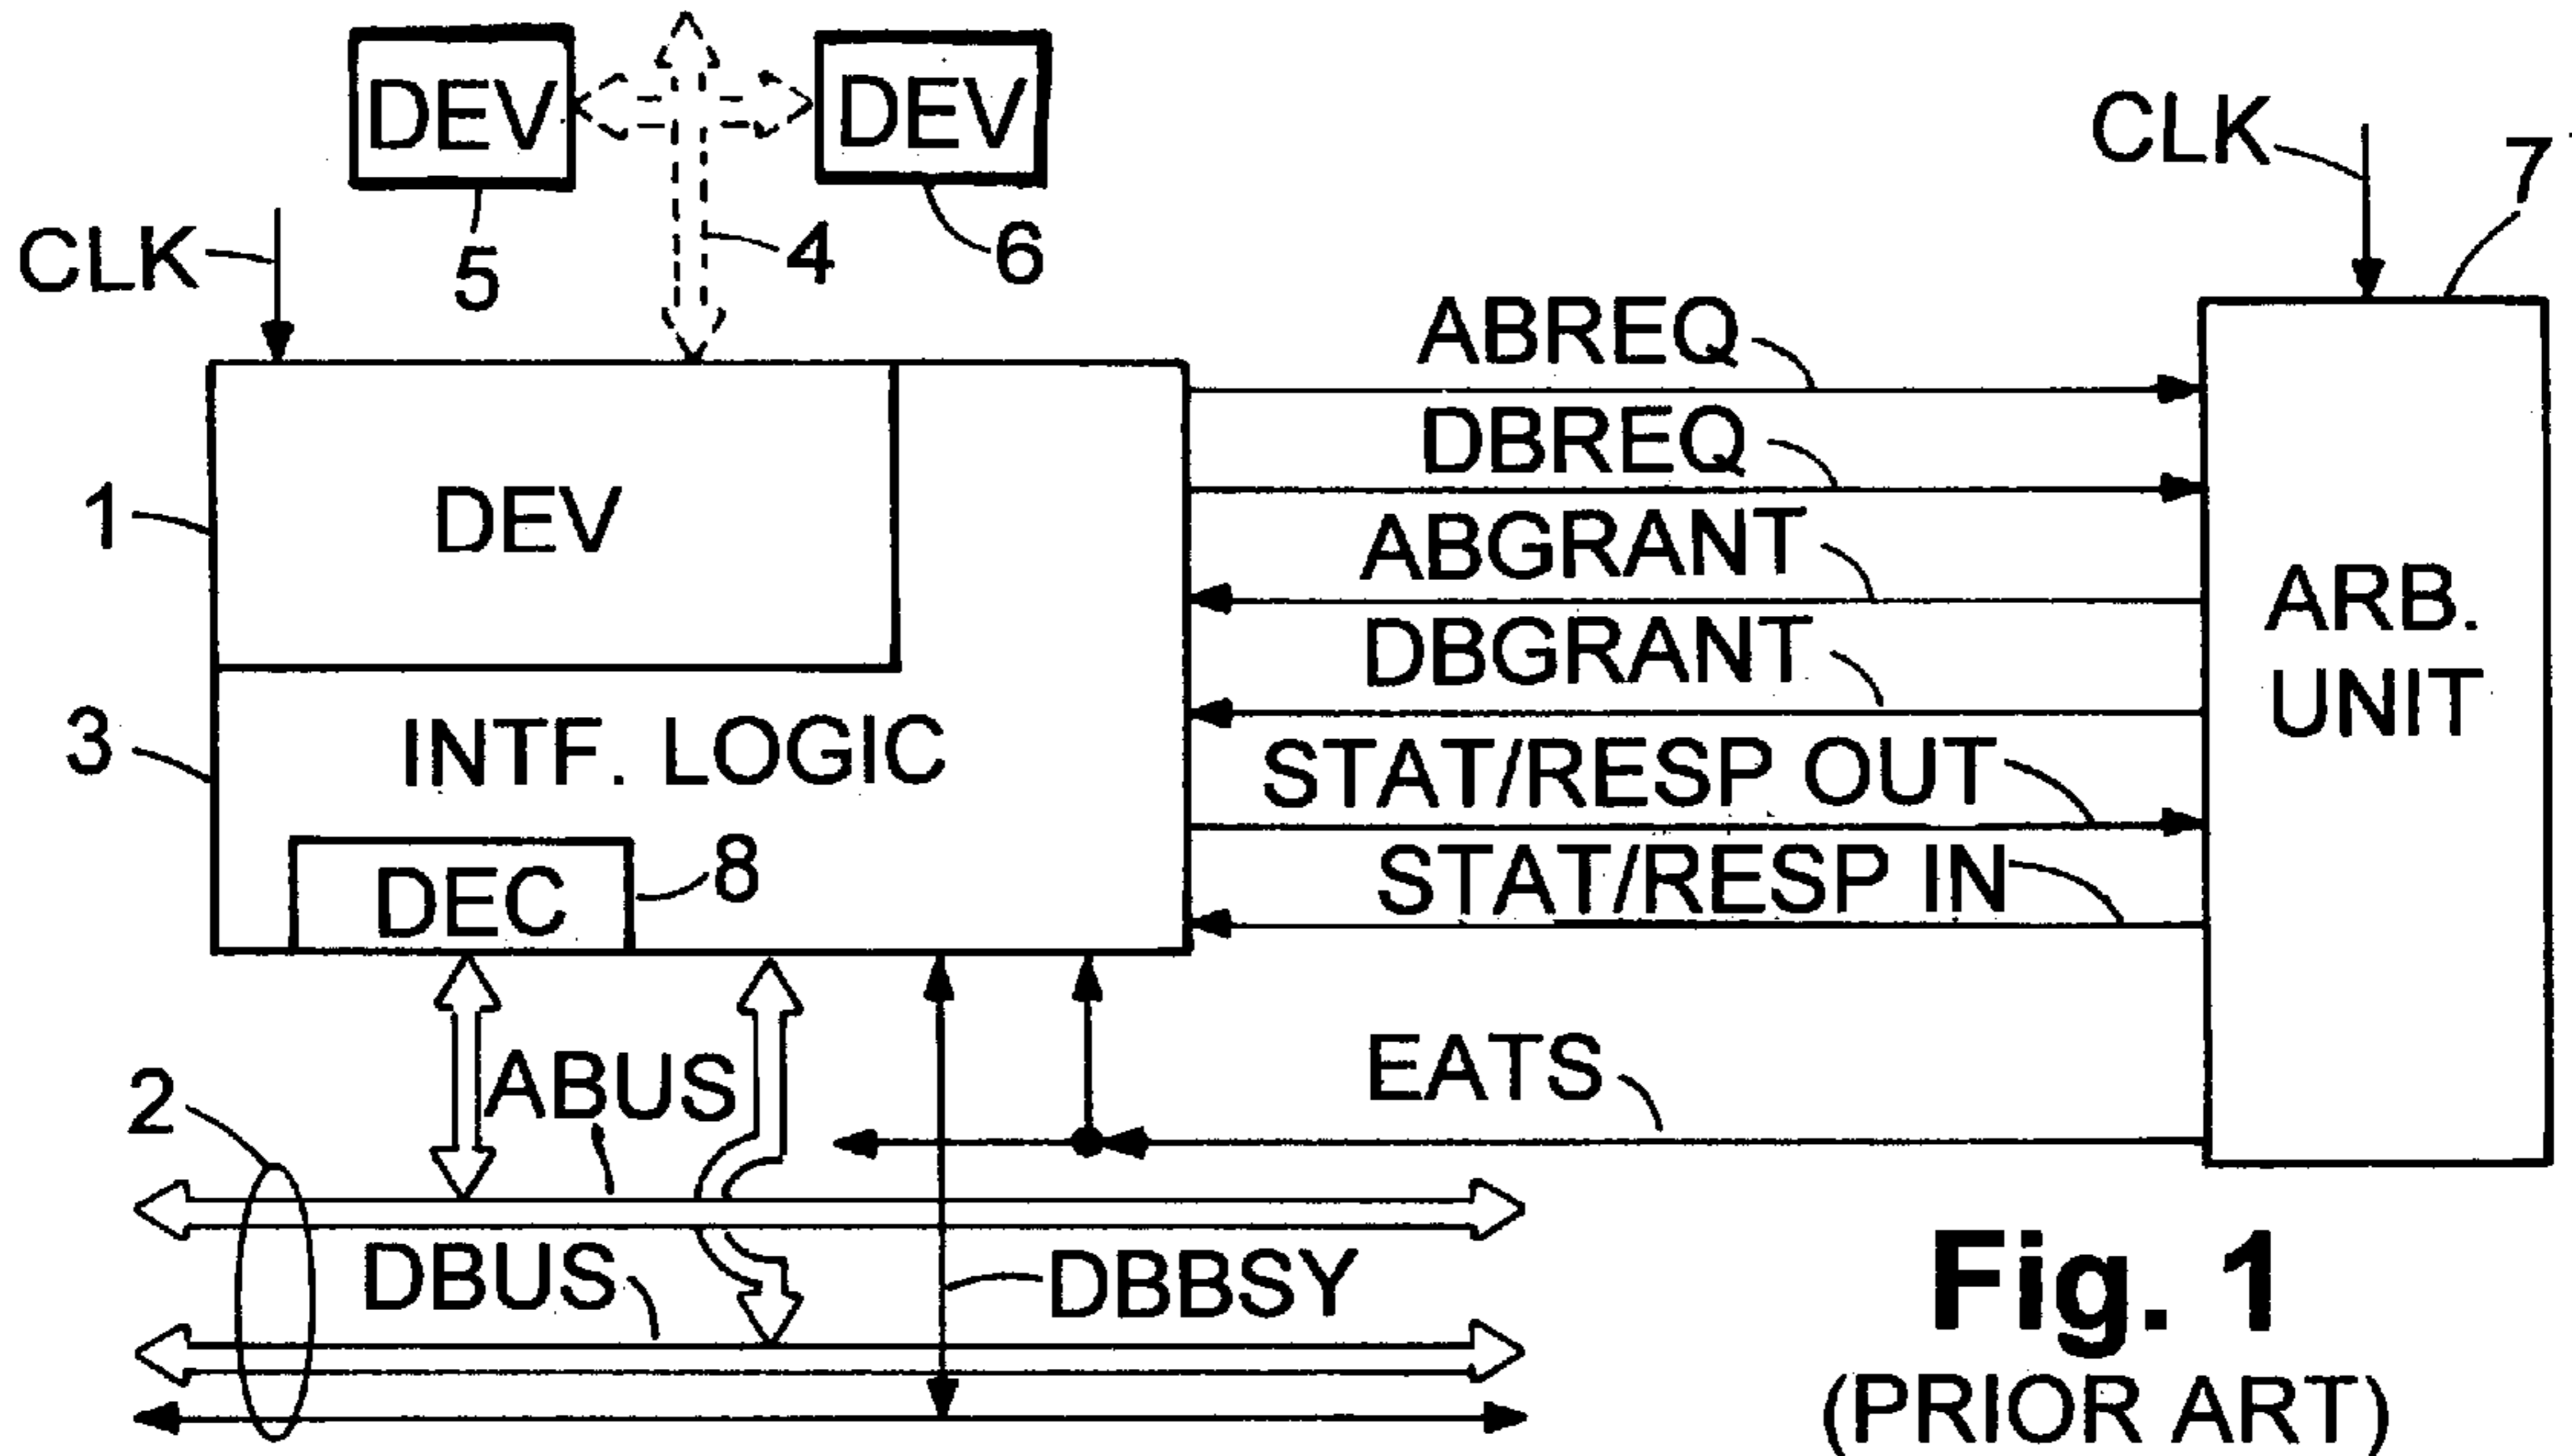 DEV
DEV
CLK
5
4
6
CLK
7
ABREQ
DBREQ
1
DEV
ABGRANT
DBGRANT
ARB.
UNIT
3
INTF. LOGIC
STAT/RESP OUT
DEC
8
STAT/RESP IN
2
ABUS
EATS
DBUS
DBBSY
Fig. 1
(PRIOR ART)